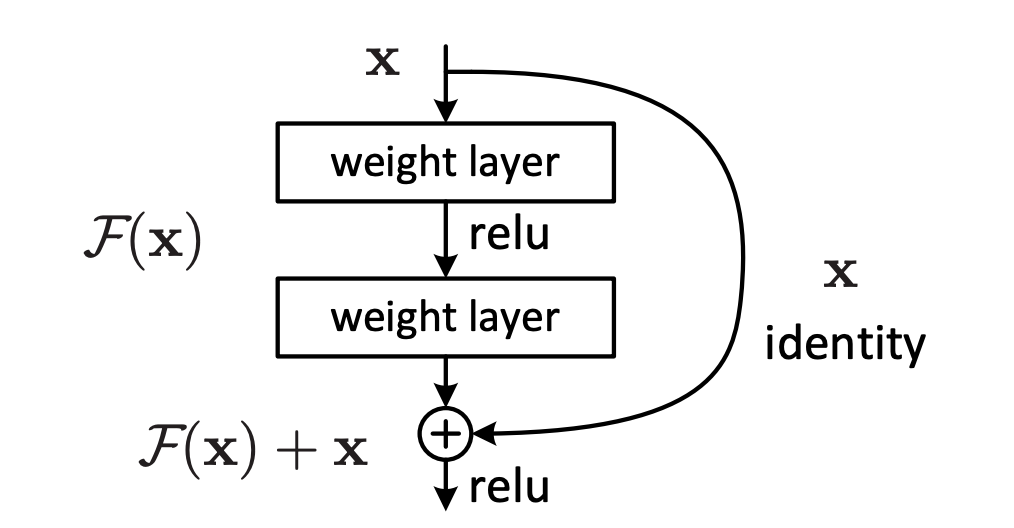 x
weight layer
relu
F(x)
weight layer
x
identity
F(x) + x
relu